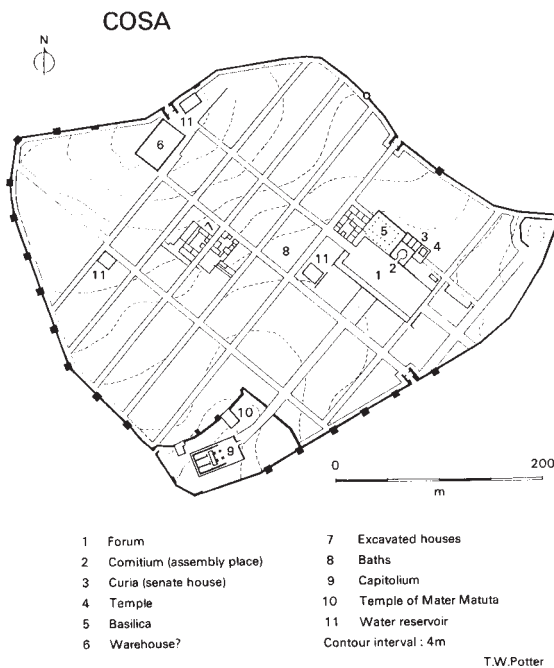 COSA
N
11
6
7
5
3
4
8
11
2
1
11
10
9
0 200
m
1 Forum
2 Comitium (assembly place)
3 Curia (senate house)
4 Temple
5 Basilica
6 Warehouse?
7 Excavated houses
8 Baths
9 Capitolium
10 Temple of Mater Matuta
11 Water reservoir
Contour interval : 4m
T.W.Potter